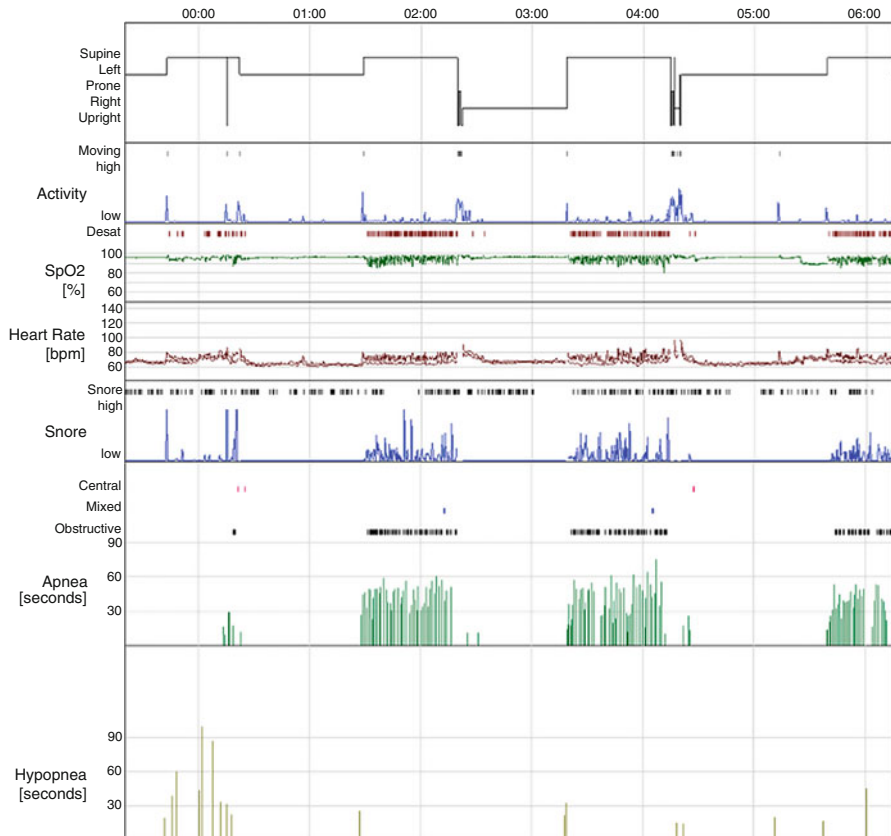 00:00 01:00 02:00 03:00 04:00 05:00 06:00
Supine
Left
Prone
Right
Upright
Moving
high
Activity
low
Desat
100
SpO2
80
[%]
60
140
120
Heart Rate
100
[bpm]
80
60
Snore
high
Snore
low
Central
Mixed
Obstructive
90
Apnea
60
[seconds]
30
90
Hypopnea
60
[seconds]
30